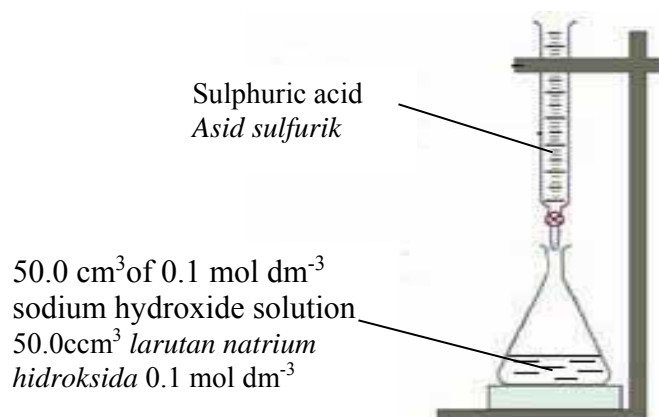 Sulphuric acid
Asid sulfurik
50.0 cm³of 0.1 mol dm⁻³
sodium hydroxide solution
50.0ccm³ larutan natrium
hidroksida 0.1 mol dm⁻³